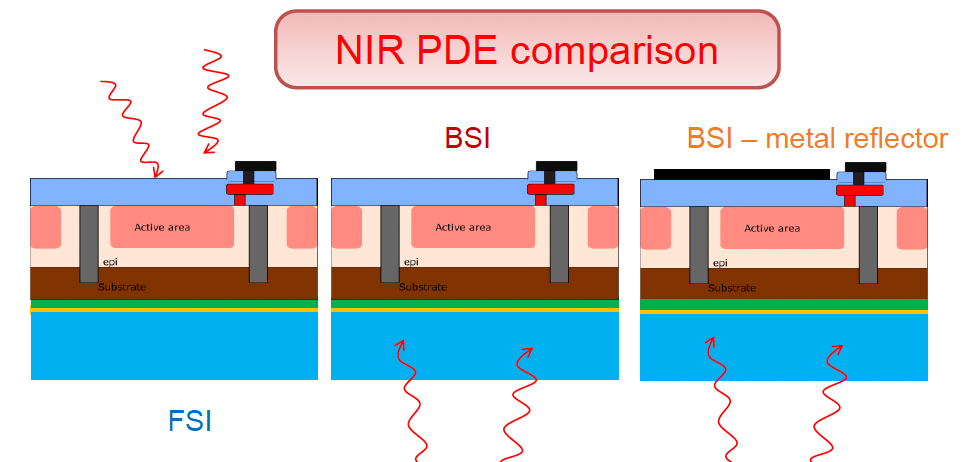 NIR PDE comparison
BSI
BSI – metal reflector
Active area
epi
Substrate
Active area
epi
Substrate
Active area
epi
Substrate
FSI